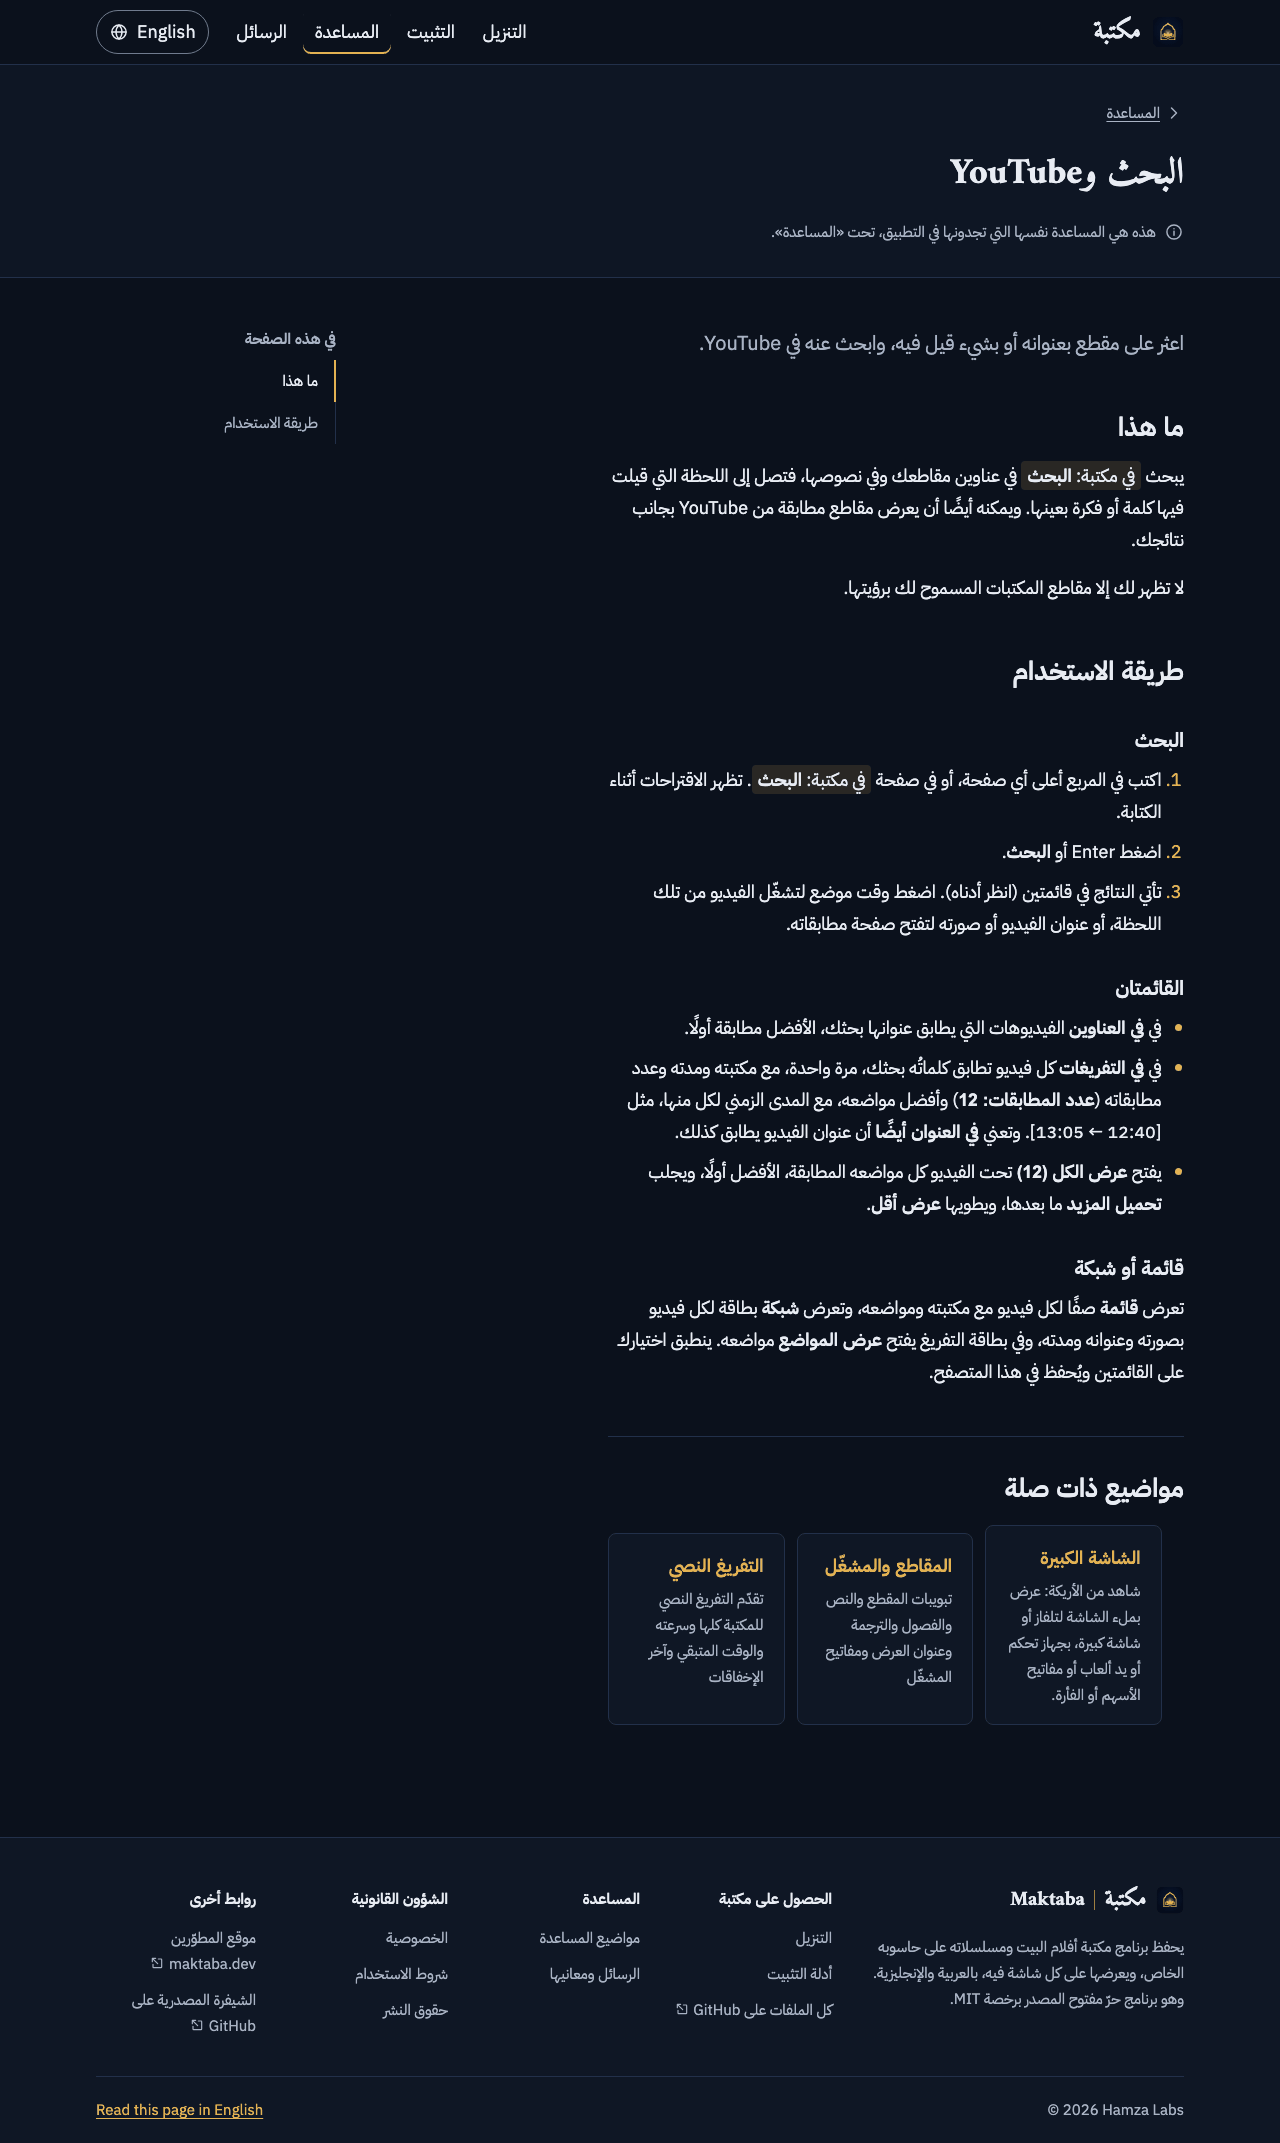 مكتبة
التنزيل
التثبيت
المساعدة
الرسائل
English
المساعدة
البحث وYouTube
هذه هي المساعدة نفسها التي تجدونها في التطبيق، تحت «المساعدة».
اعثر على مقطع بعنوانه أو بشيء قيل فيه، وابحث عنه في YouTube.
في هذه الصفحة
ما هذا
طريقة الاستخدام
ما هذا
يبحث في مكتبة: البحث في عناوين مقاطعك وفي نصوصها، فتصل إلى اللحظة التي قيلت
فيها كلمة أو فكرة بعينها. ويمكنه أيضًا أن يعرض مقاطع مطابقة من YouTube بجانب
نتائجك.
لا تظهر لك إلا مقاطع المكتبات المسموح لك برؤيتها.
طريقة الاستخدام
البحث
1. اكتب في المربع أعلى أي صفحة، أو في صفحة في مكتبة: البحث. تظهر الاقتراحات أثناء
الكتابة.
2. اضغط Enter أو البحث.
3. تأتي النتائج في قائمتين (انظر أدناه). اضغط وقت موضع لتشغّل الفيديو من تلك
اللحظة، أو عنوان الفيديو أو صورته لتفتح صفحة مطابقاته.
القائمتان
• في في العناوين الفيديوهات التي يطابق عنوانها بحثك، الأفضل مطابقة أولًا.
• في في التفريغات كل فيديو تطابق كلماتُه بحثك، مرة واحدة، مع مكتبته ومدته وعدد
مطابقاته (عدد المطابقات: 12) وأفضل مواضعه، مع المدى الزمني لكل منها، مثل
[12:40 ← 13:05]. وتعني في العنوان أيضًا أن عنوان الفيديو يطابق كذلك.
• يفتح عرض الكل (12) تحت الفيديو كل مواضعه المطابقة، الأفضل أولًا، ويجلب
تحميل المزيد ما بعدها، ويطويها عرض أقل.
قائمة أو شبكة
تعرض قائمة صفًا لكل فيديو مع مكتبته ومواضعه، وتعرض شبكة بطاقة لكل فيديو
بصورته وعنوانه ومدته، وفي بطاقة التفريغ يفتح عرض المواضع مواضعه. ينطبق اختيارك
على القائمتين ويُحفظ في هذا المتصفح.
مواضيع ذات صلة
الشاشة الكبيرة
شاهد من الأريكة: عرض
بملء الشاشة لتلفاز أو
شاشة كبيرة، بجهاز تحكم
أو يد ألعاب أو مفاتيح
الأسهم أو الفأرة.
المقاطع والمشغّل
تبويبات المقطع والنص
والفصول والترجمة
وعنوان العرض ومفاتيح
المشغّل
التفريغ النصي
تقدّم التفريغ النصي
للمكتبة كلها وسرعته
والوقت المتبقي وآخر
الإخفاقات
مكتبة | Maktaba
يحفظ برنامج مكتبة أفلام البيت ومسلسلاته على حاسوبه
الخاص، ويعرضها على كل شاشة فيه، بالعربية والإنجليزية.
وهو برنامج حرّ مفتوح المصدر برخصة MIT.
الحصول على مكتبة
التنزيل
أدلة التثبيت
كل الملفات على GitHub
المساعدة
مواضيع المساعدة
الرسائل ومعانيها
الشؤون القانونية
الخصوصية
شروط الاستخدام
حقوق النشر
روابط أخرى
موقع المطوّرين
maktaba.dev
الشيفرة المصدرية على
GitHub
© 2026 Hamza Labs
Read this page in English